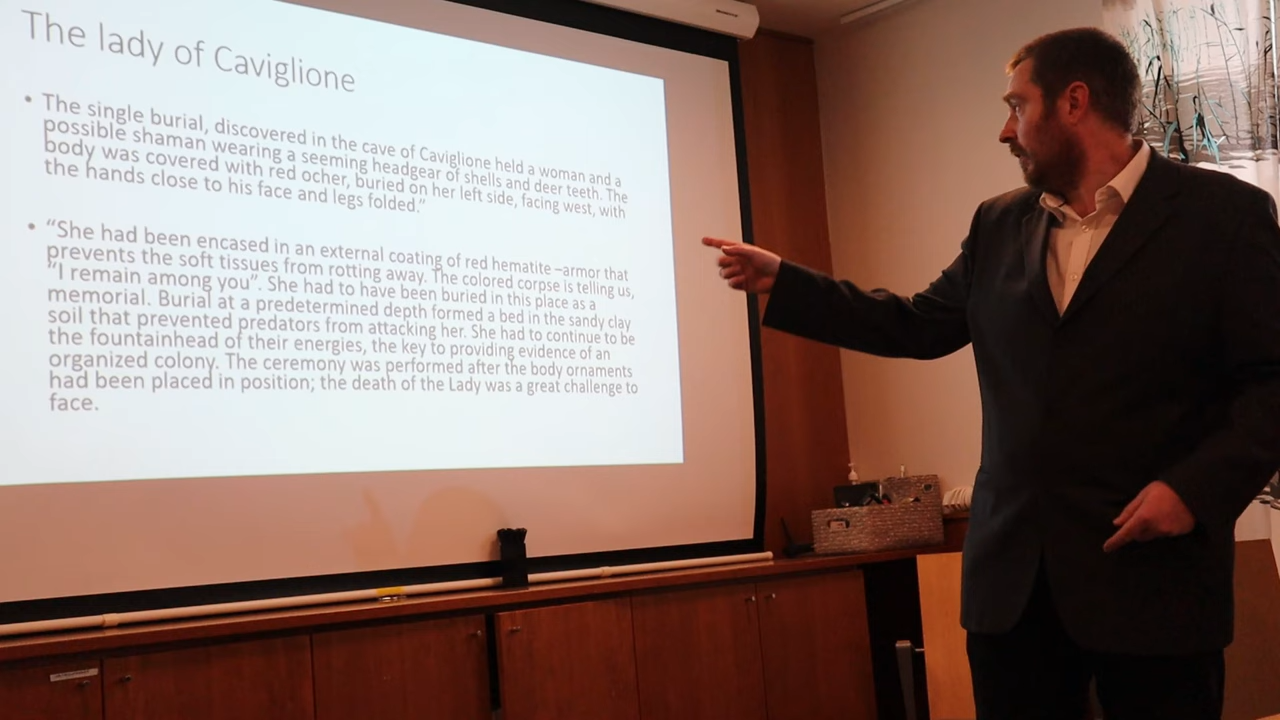 The lady of Caviglione
• The single burial, discovered in the cave of Caviglione held a woman and a
possible shaman wearing a seeming headgear of shells and deer teeth. The
body was covered with red ocher, buried on her left side, facing west, with
the hands close to his face and legs folded.”
• “She had been encased in an external coating of red hematite –armor that
prevents the soft tissues from rotting away. The colored corpse is telling us,
“I remain among you”. She had to have been buried in this place as a
memorial. Burial at a predetermined depth formed a bed in the sandy clay
soil that prevented predators from attacking her. She had to continue to be
the fountainhead of their energies, the key to providing evidence of an
organized colony. The ceremony was performed after the body ornaments
had been placed in position; the death of the Lady was a great challenge to
face.